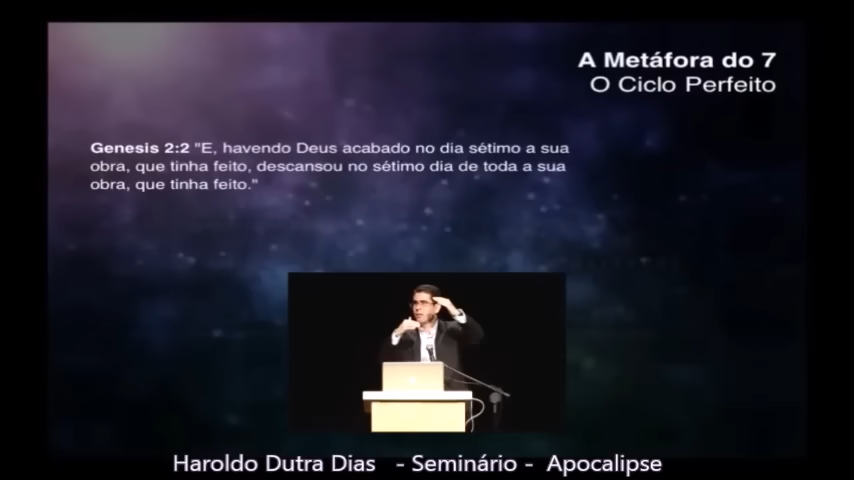 A Metáfora do 7
O Ciclo Perfeito
Genesis 2:2 "E, havendo Deus acabado no dia sétimo a sua
obra, que tinha feito, descansou no sétimo dia de toda a sua
obra, que tinha feito."
Haroldo Dutra Dias - Seminário - Apocalipse